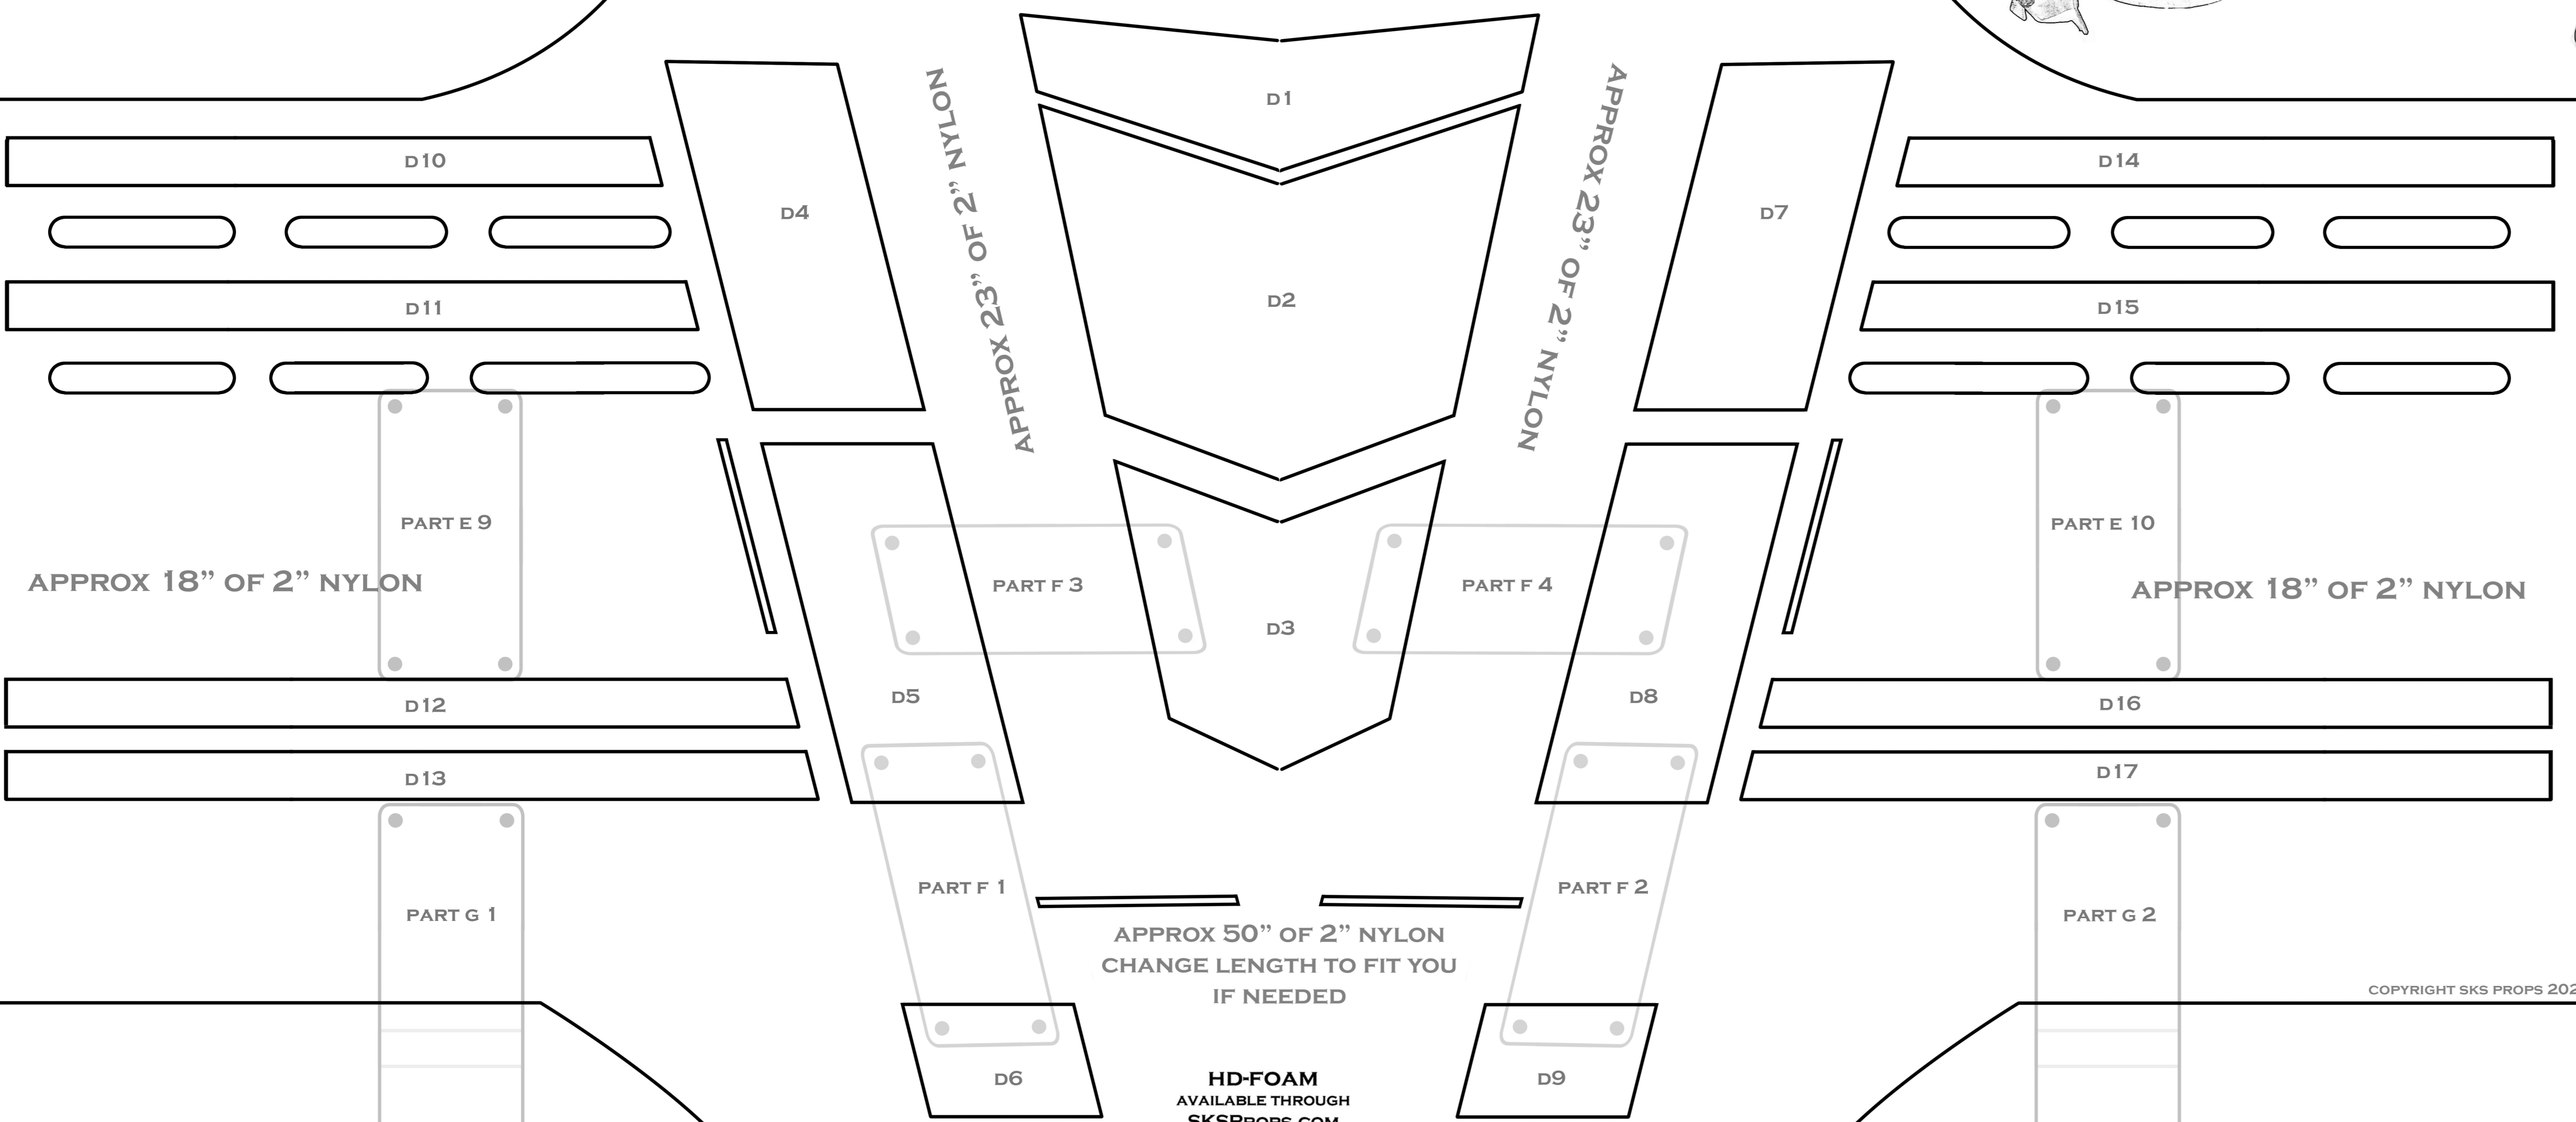 D1
APPROX 23” OF 2” NYLON
APPROX 23” OF 2” NYLON
D10
D14
D4
D7
D2
D11
D15
PART E 9
PART E 10
APPROX 18” OF 2” NYLON
PART F 3
PART F 4
APPROX 18” OF 2” NYLON
D3
D5
D8
D12
D16
D13
D17
PART F 1
PART F 2
PART G 1
PART G 2
APPROX 50” OF 2” NYLON
CHANGE LENGTH TO FIT YOU
IF NEEDED
COPYRIGHT SKS PROPS 202
D6
D9
HD-FOAM
AVAILABLE THROUGH
SKSPROPS.COM